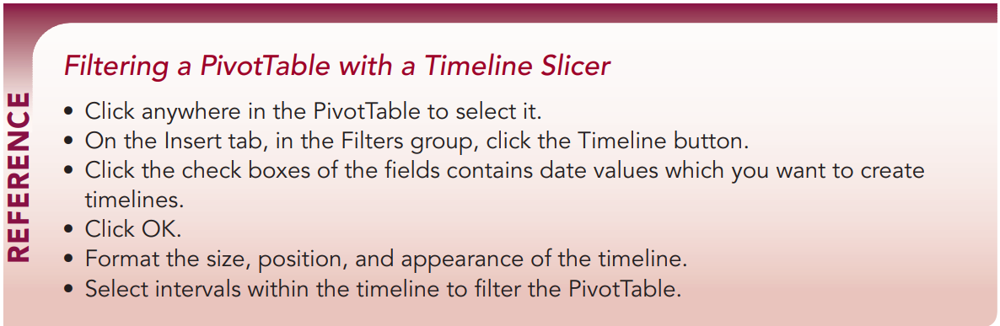 REFERENCE
Filtering a PivotTable with a Timeline Slicer
• Click anywhere in the PivotTable to select it.
• On the Insert tab, in the Filters group, click the Timeline button.
• Click the check boxes of the fields contains date values which you want to create
timelines.
• Click OK.
• Format the size, position, and appearance of the timeline.
• Select intervals within the timeline to filter the PivotTable.